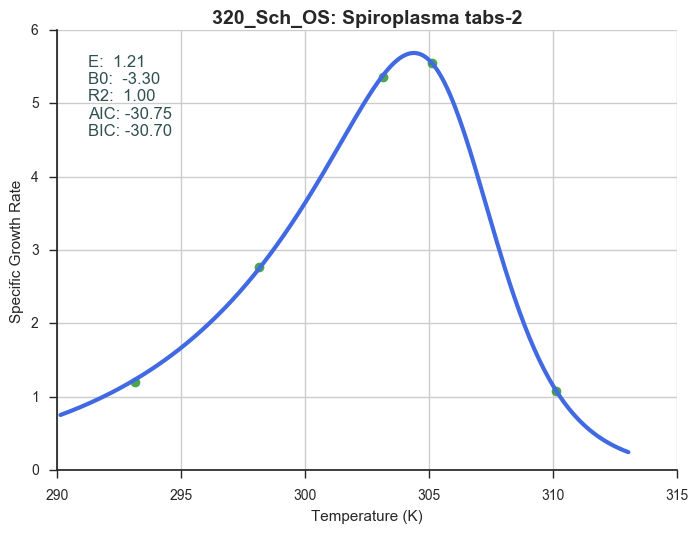 320_Sch_OS: Spiroplasma tabs-2
E: 1.21
B0: -3.30
R2: 1.00
AIC: -30.75
BIC: -30.70
6
5
4
3
2
1
0
Specific Growth Rate
290 295 300 305 310 315
Temperature (K)